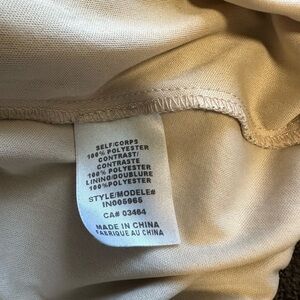 SELF/CORPS
100% POLYESTER
CONTRAST/
CONTRASTE
100% POLYESTER
LINING/DOUBLURE
100%POLYESTER
STYLE/MODELE#
IN005965
CA# 03464
MADE IN CHINA
FABRIQUE AU CHINA